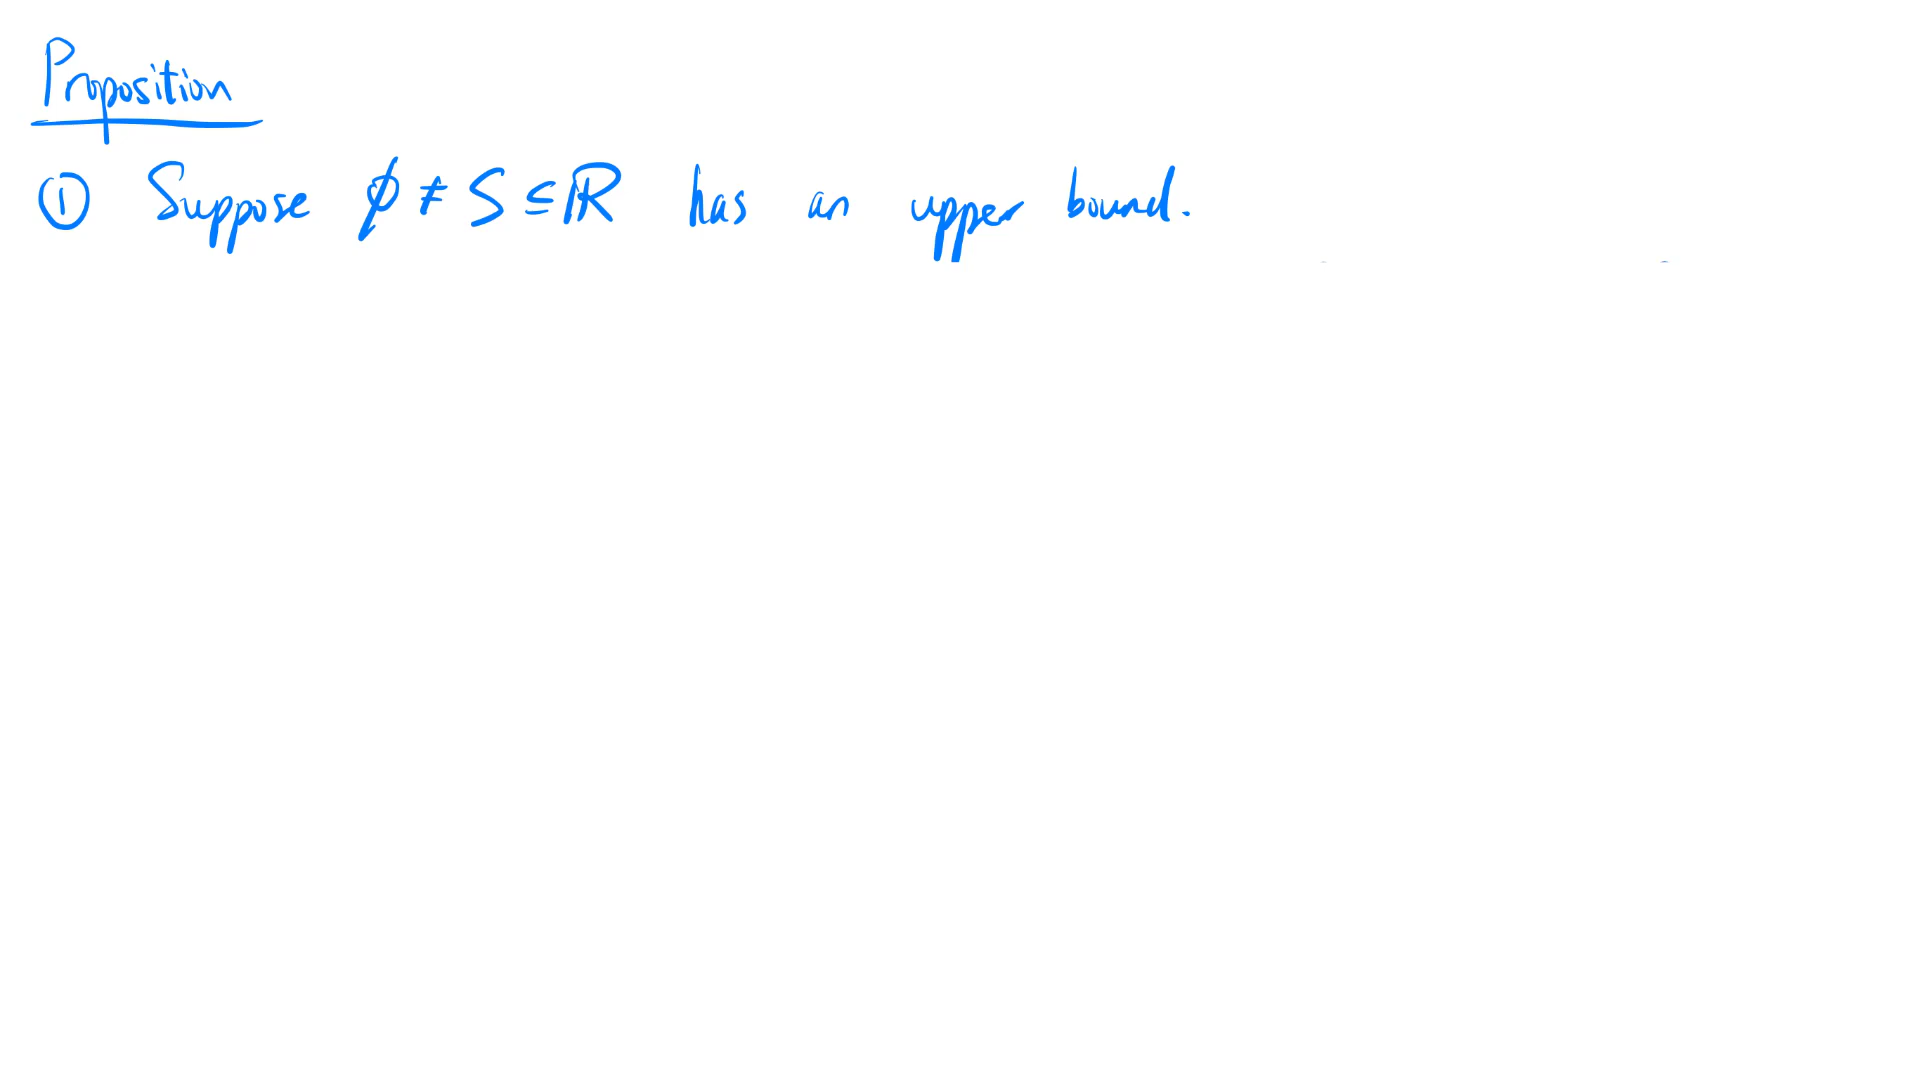 Proposition
① Suppose ∅ ≠ S ⊆ ℝ has an upper bound.